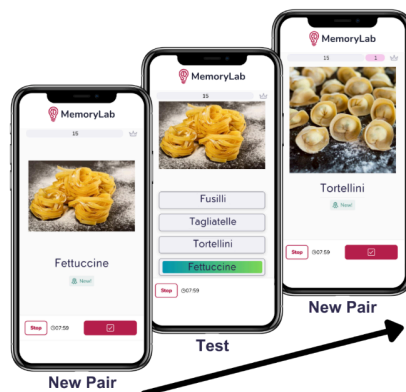 MemoryLab
15
Fettuccine
New!
Stop 07:59
New Pair
MemoryLab
15
Fusilli
Tagliatelle
Tortellini
Fettuccine
Stop 07:59
Test
MemoryLab
15 1
Tortellini
New!
Stop 07:59
New Pair